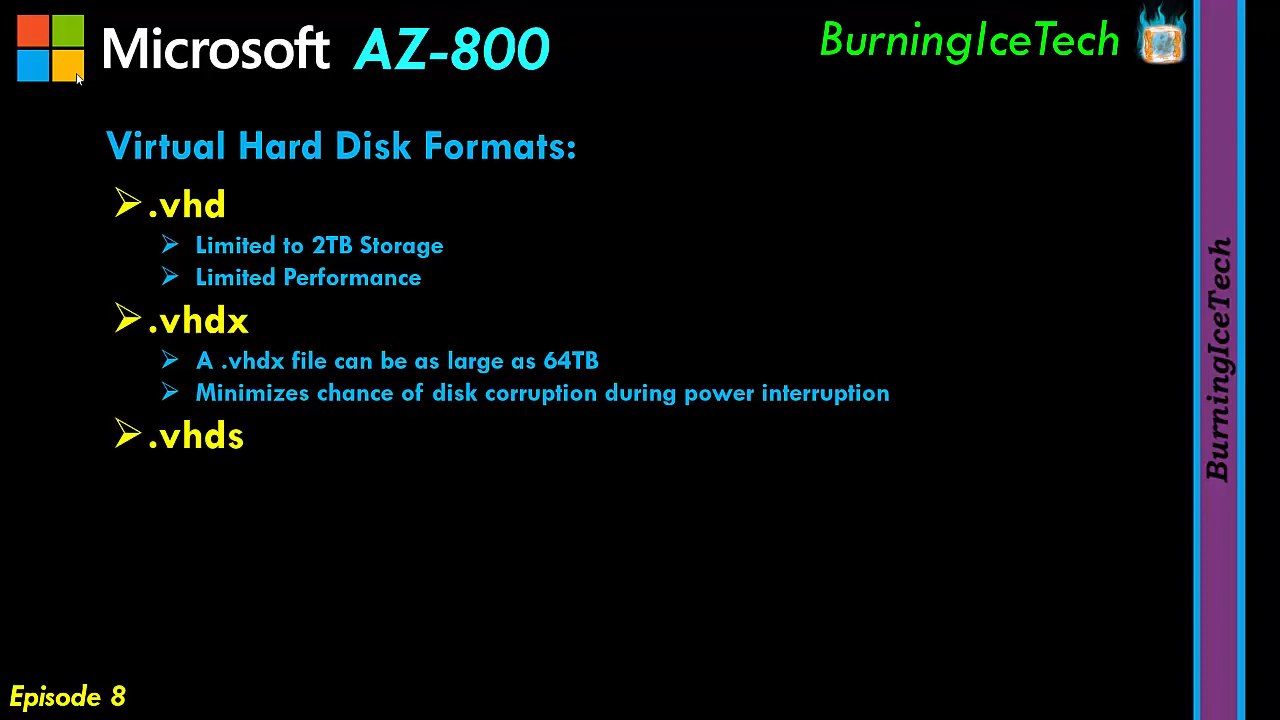 Microsoft AZ-800
BurningIceTech
Virtual Hard Disk Formats:
.vhd
Limited to 2TB Storage
Limited Performance
.vhdx
A .vhdx file can be as large as 64TB
Minimizes chance of disk corruption during power interruption
.vhds
BurningIceTech
Episode 8